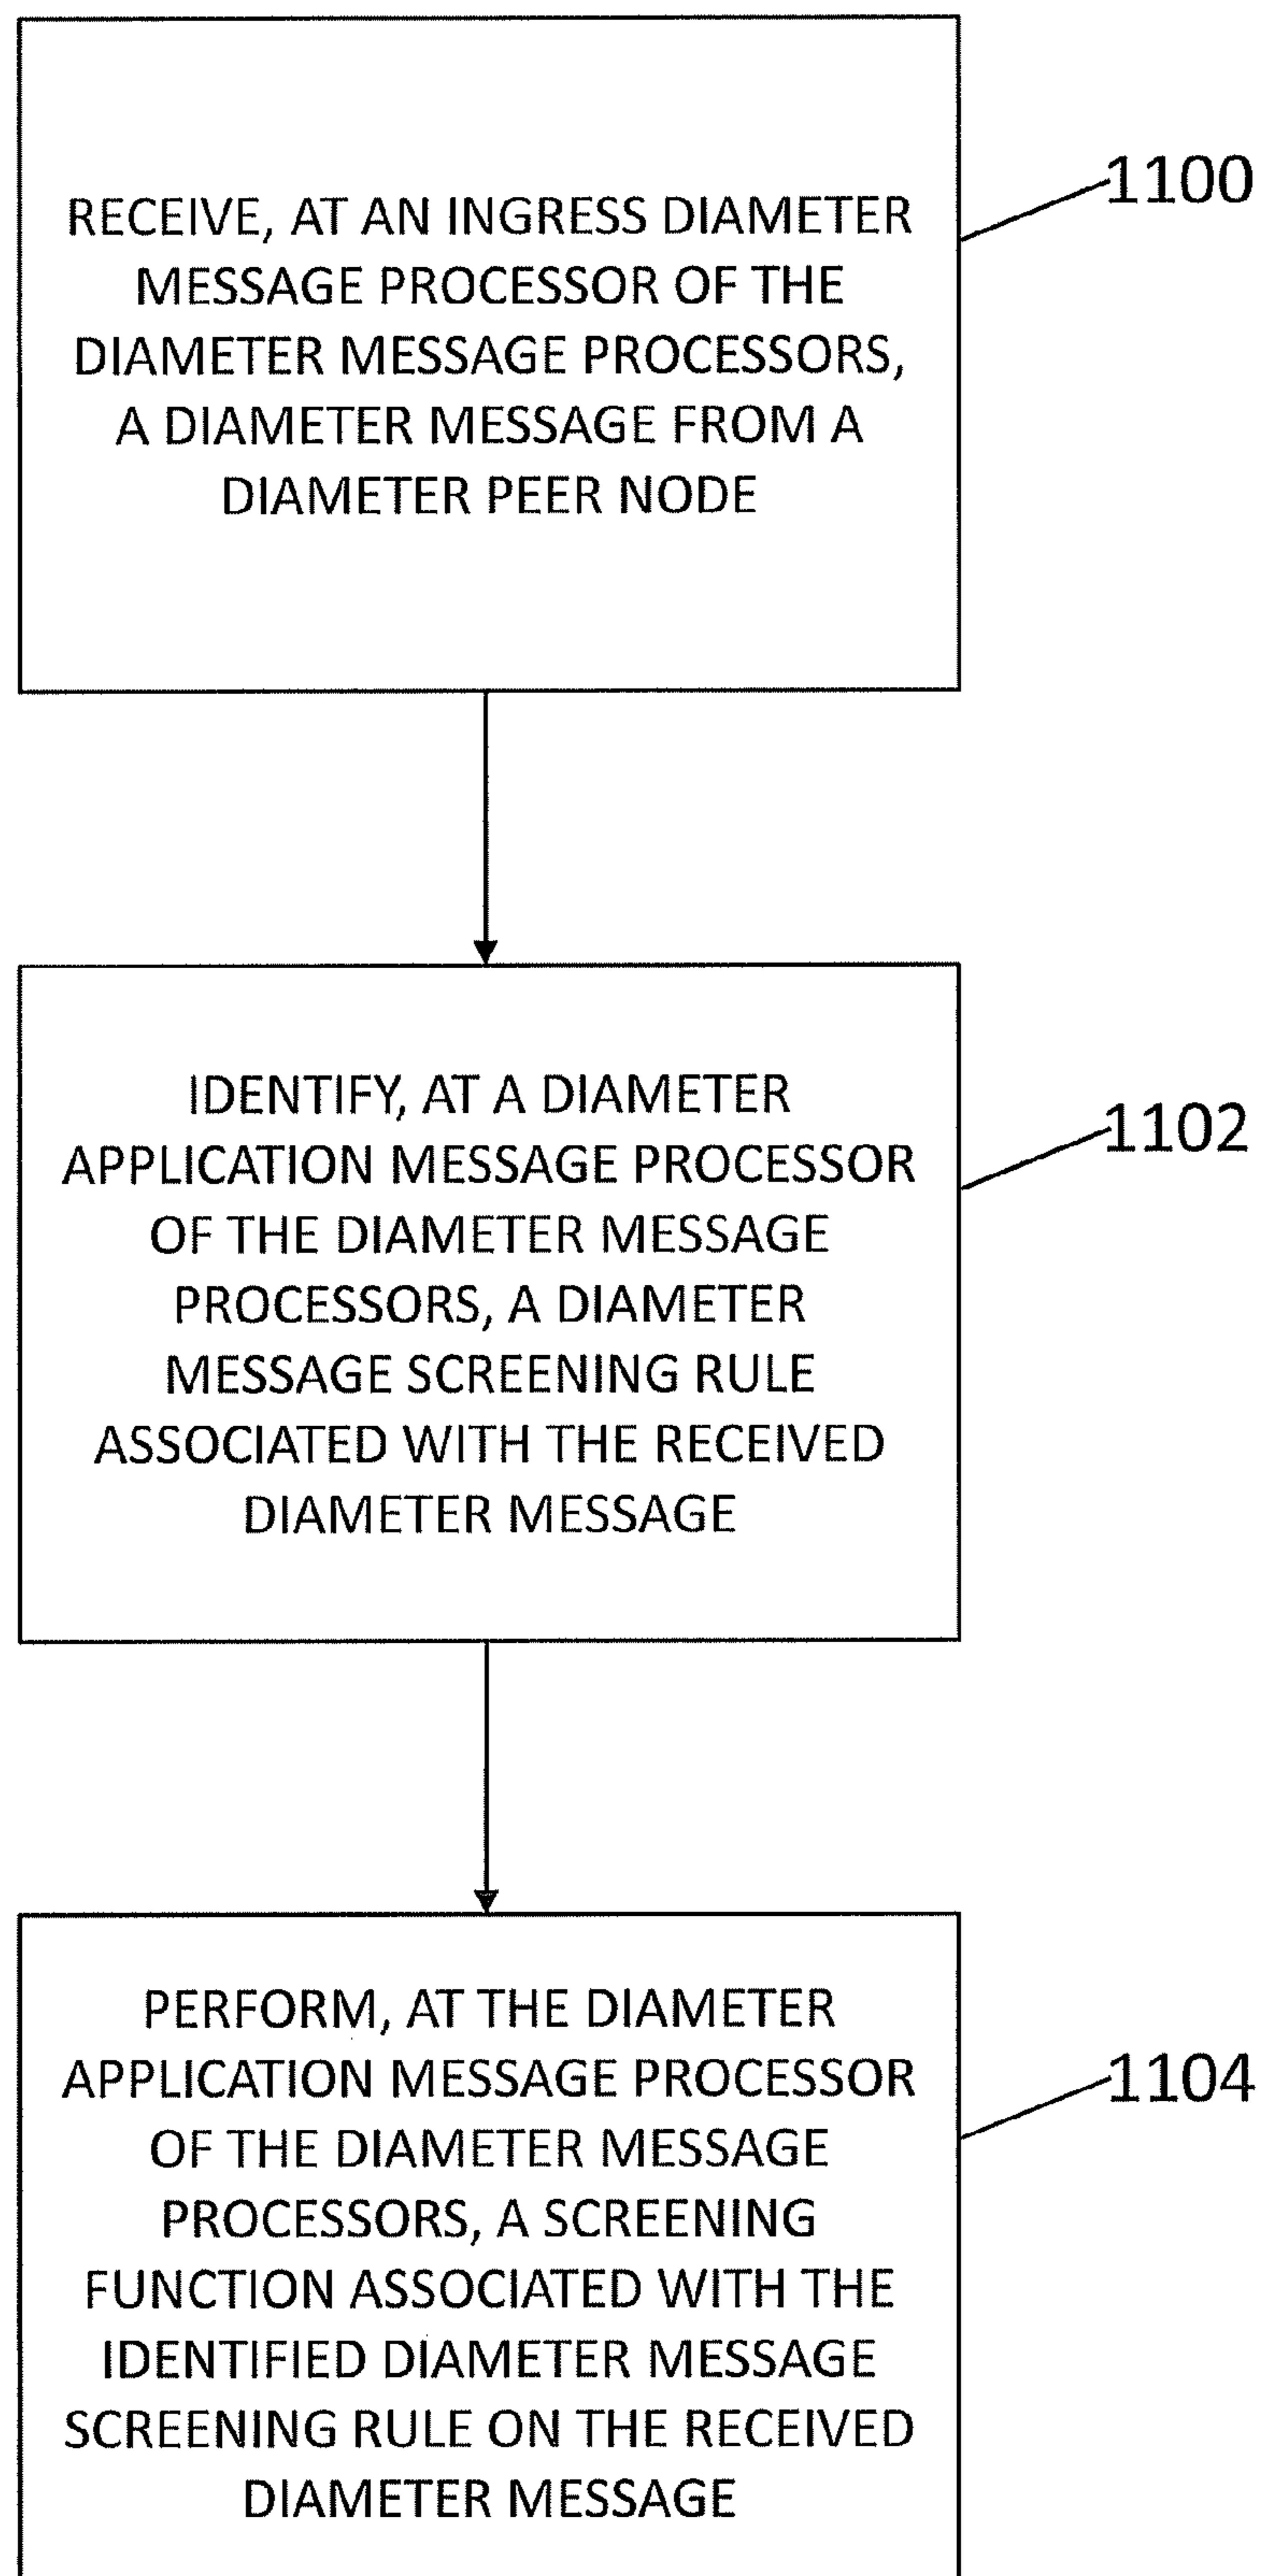 RECEIVE, AT AN INGRESS DIAMETER
MESSAGE PROCESSOR OF THE
DIAMETER MESSAGE PROCESSORS,
A DIAMETER MESSAGE FROM A
DIAMETER PEER NODE
1100
IDENTIFY, AT A DIAMETER
APPLICATION MESSAGE PROCESSOR
OF THE DIAMETER MESSAGE
PROCESSORS, A DIAMETER
MESSAGE SCREENING RULE
ASSOCIATED WITH THE RECEIVED
DIAMETER MESSAGE
1102
PERFORM, AT THE DIAMETER
APPLICATION MESSAGE PROCESSOR
OF THE DIAMETER MESSAGE
PROCESSORS, A SCREENING
FUNCTION ASSOCIATED WITH THE
IDENTIFIED DIAMETER MESSAGE
SCREENING RULE ON THE RECEIVED
DIAMETER MESSAGE
1104